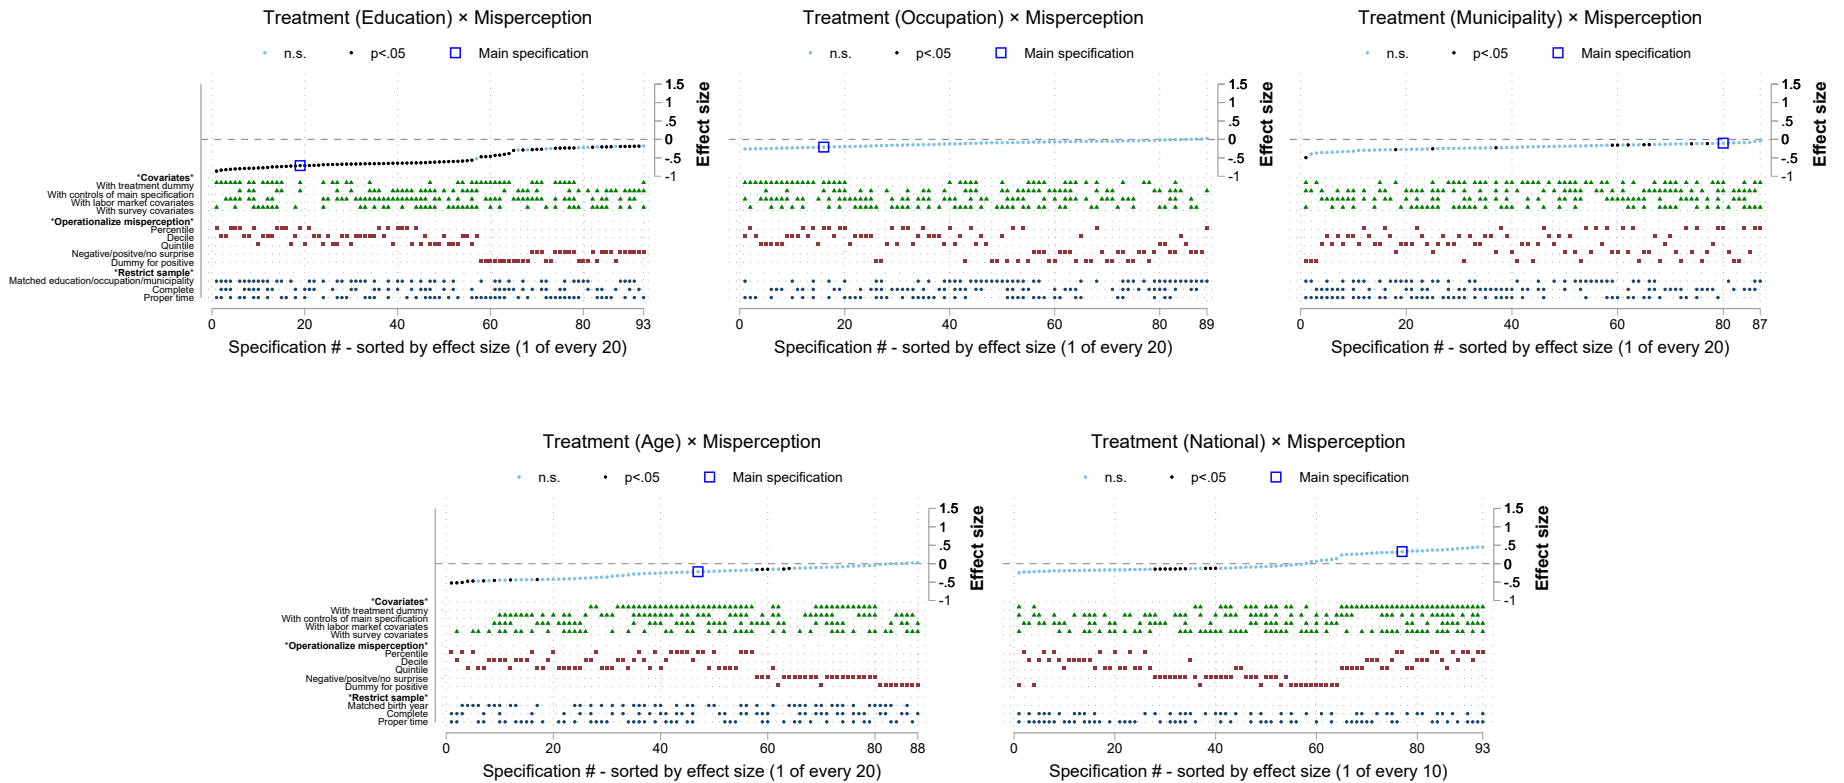 Treatment (Education) × Misperception
n.s. p<.05 Main specification
1.5
1
.5
0
-.5
-1
Effect size
*Covariates*
With treatment dummy
With controls of main specification
With labor market covariates
With survey covariates
*Operationalize misperception*
Percentile
Decile
Quintile
Negative/positve/no surprise
Dummy for positive
*Restrict sample*
Matched education/occupation/municipality
Complete
Proper time
0 20 40 60 80 93
Specification # - sorted by effect size (1 of every 20)
Treatment (Occupation) × Misperception
n.s. p<.05 Main specification
1.5
1
.5
0
-.5
-1
Effect size
0 20 40 60 80 89
Specification # - sorted by effect size (1 of every 20)
Treatment (Municipality) × Misperception
n.s. p<.05 Main specification
1.5
1
.5
0
-.5
-1
Effect size
0 20 40 60 80 87
Specification # - sorted by effect size (1 of every 20)
Treatment (Age) × Misperception
n.s. p<.05 Main specification
1.5
1
.5
0
-.5
-1
Effect size
*Covariates*
With treatment dummy
With controls of main specification
With labor market covariates
With survey covariates
*Operationalize misperception*
Percentile
Decile
Quintile
Negative/positve/no surprise
Dummy for positive
*Restrict sample*
Matched birth year
Complete
Proper time
0 20 40 60 80 88
Specification # - sorted by effect size (1 of every 20)
Treatment (National) × Misperception
n.s. p<.05 Main specification
1.5
1
.5
0
-.5
-1
Effect size
0 20 40 60 80 93
Specification # - sorted by effect size (1 of every 10)